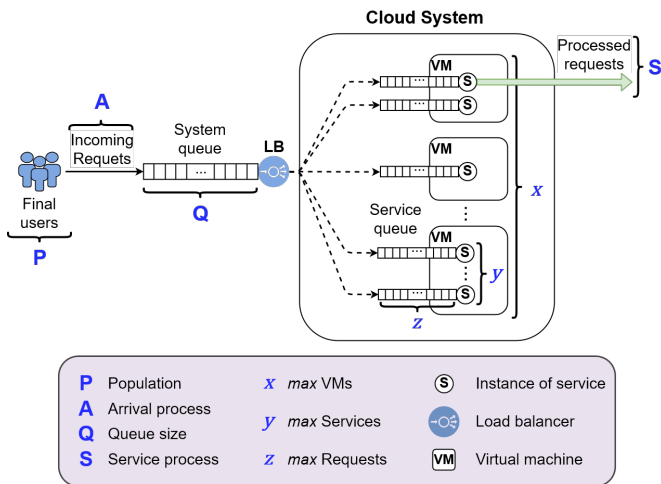 Cloud System
A
Incoming
Requets
System
queue
LB
...
Final
users
P
Q
VM
... S
... S
VM
... S
...
Service
queue
VM
... S
...
... S
x
y
z
Processed
requests
S
P Population
A Arrival process
Q Queue size
S Service process
x max VMs
y max Services
z max Requests
S Instance of service
Load balancer
VM Virtual machine